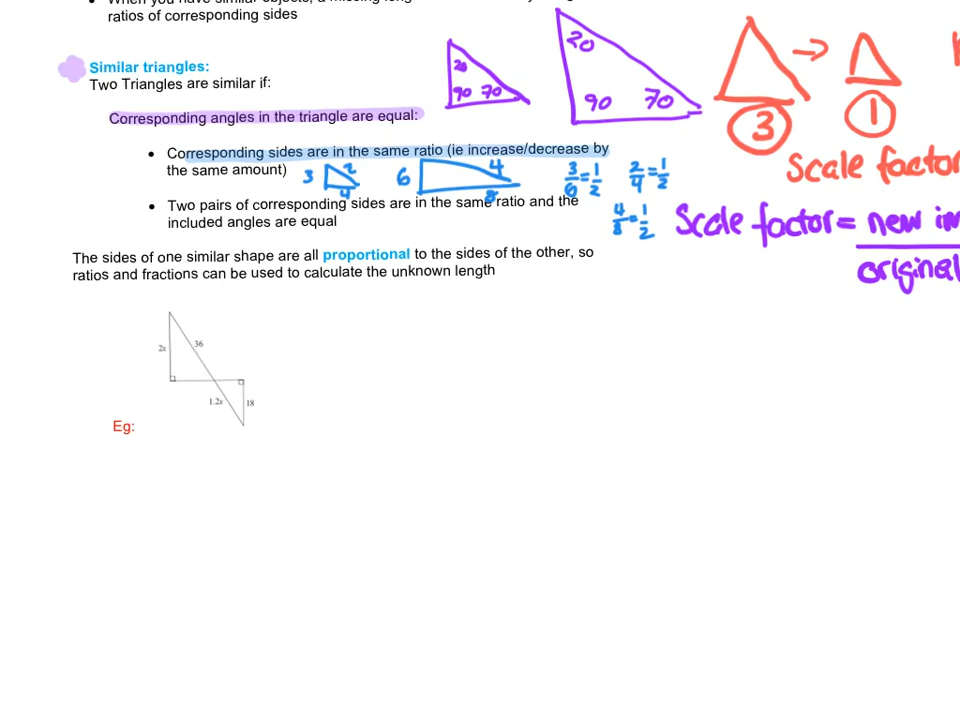 ratios of corresponding sides
Similar triangles:
Two Triangles are similar if:
Corresponding angles in the triangle are equal:
• Corresponding sides are in the same ratio (ie increase/decrease by
the same amount)
• Two pairs of corresponding sides are in the same ratio and the
included angles are equal
The sides of one similar shape are all proportional to the sides of the other, so
ratios and fractions can be used to calculate the unknown length
20
90 70
20
90 70
3
1
Scale factor
3 2 4
6 4 8
3/6 = 1/2 2/4 = 1/2
4/8 = 1/2
Scale factor = new im
original
2x
36
1.2x
18
Eg: